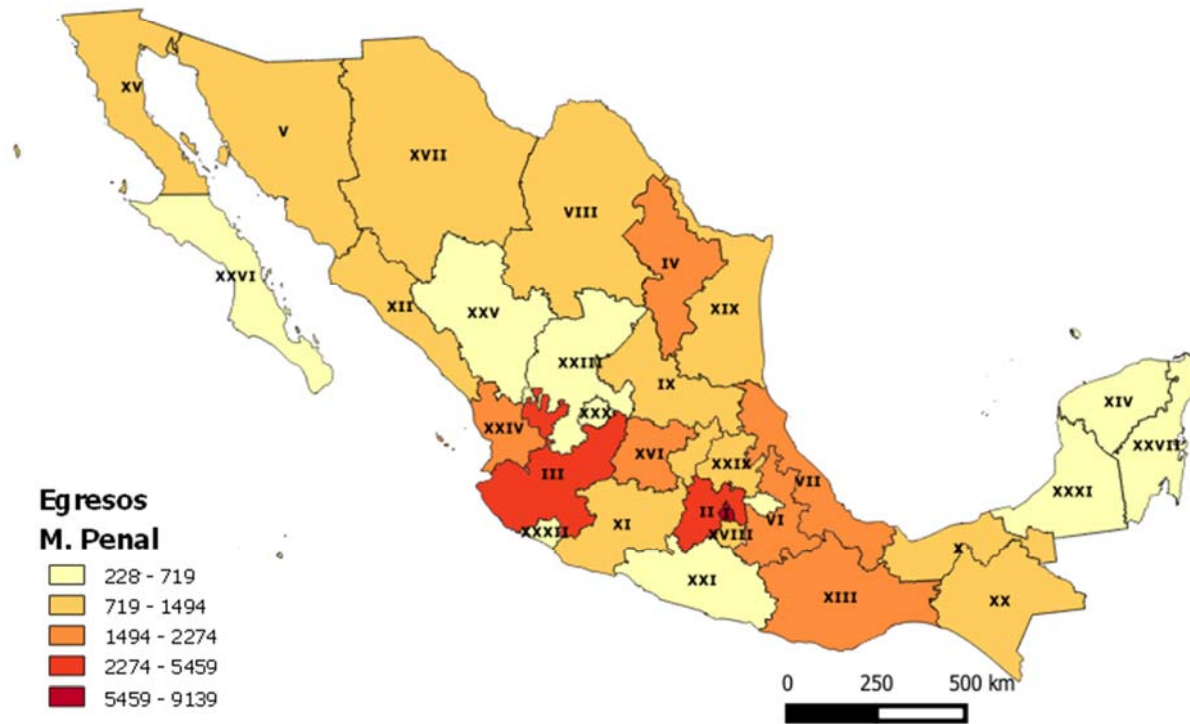 XV
V
XVII
VIII
IV
XXVI
XII
XXV
XIX
XXIII
IX
XXX
XXIV
XVI
XXIX
XIV
III
VII
XXVII
XXXI
II
I
VI
XXXII
XI
XVIII
X
XXI
XIII
XX
Egresos
M. Penal
228 - 719
719 - 1494
1494 - 2274
2274 - 5459
5459 - 9139
0 250 500 km